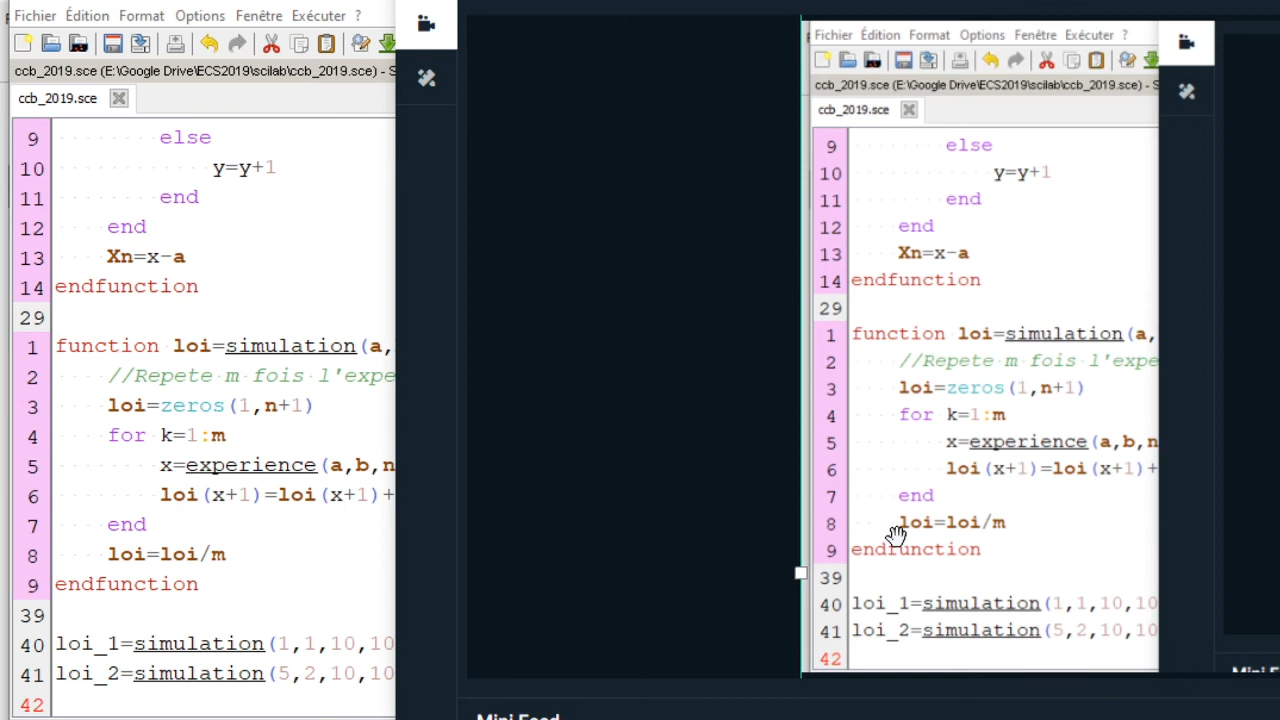 Fichier Édition Format Options Fenêtre Exécuter ?
ccb_2019.sce (E:\Google Drive\ECS2019\scilab\ccb_2019.sce) - S
ccb_2019.sce
9 else
10 y=y+1
11 end
12 end
13 Xn=x-a
14 endfunction
29
1 function loi=simulation(a,
2 //Repete m fois l'expe
3 loi=zeros(1,n+1)
4 for k=1:m
5 x=experience(a,b,n
6 loi(x+1)=loi(x+1)+
7 end
8 loi=loi/m
9 endfunction
39
40 loi_1=simulation(1,1,10,10
41 loi_2=simulation(5,2,10,10
42
Fichier Édition Format Options Fenêtre Exécuter ?
ccb_2019.sce (E:\Google Drive\ECS2019\scilab\ccb_2019.sce) - S
ccb_2019.sce
9 else
10 y=y+1
11 end
12 end
13 Xn=x-a
14 endfunction
29
1 function loi=simulation(a,
2 //Repete m fois l'expe
3 loi=zeros(1,n+1)
4 for k=1:m
5 x=experience(a,b,n
6 loi(x+1)=loi(x+1)+
7 end
8 loi=loi/m
9 endfunction
39
40 loi_1=simulation(1,1,10,10
41 loi_2=simulation(5,2,10,10
42
Mini Feed